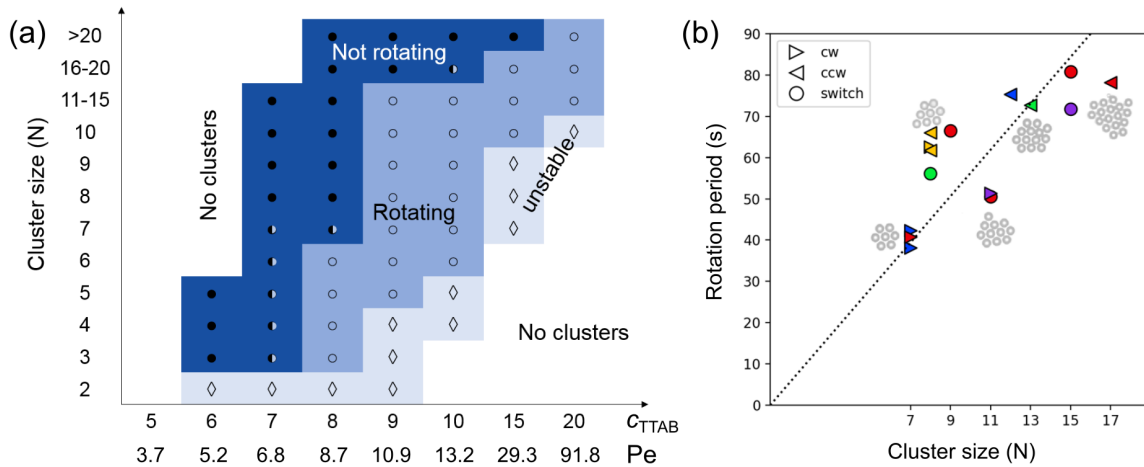 (a)
Cluster size (N)
>20
16-20
11-15
10
9
8
7
6
5
4
3
2
No clusters
Not rotating
Rotating
unstable
No clusters
5 6 7 8 9 10 15 20 cTTAB
3.7 5.2 6.8 8.7 10.9 13.2 29.3 91.8 Pe
(b)
Rotation period (s)
90
80
70
60
50
40
30
20
10
0
cw
ccw
switch
7 9 11 13 15 17
Cluster size (N)